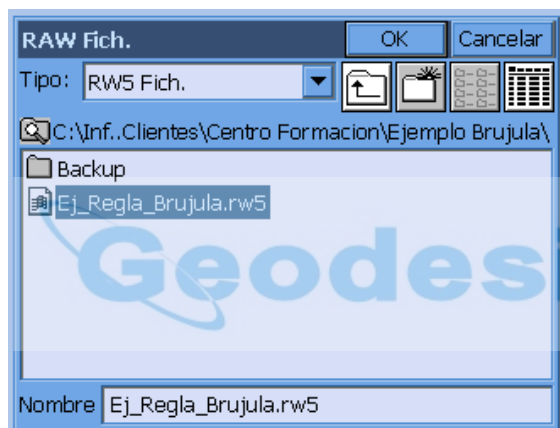 RAW Fich. OK Cancelar
Tipo: RW5 Fich.
C:\Inf..Clientes\Centro Formacion\Ejemplo Brujula\
Backup
Ej_Regla_Brujula.rw5
Geodesi
Nombre Ej_Regla_Brujula.rw5